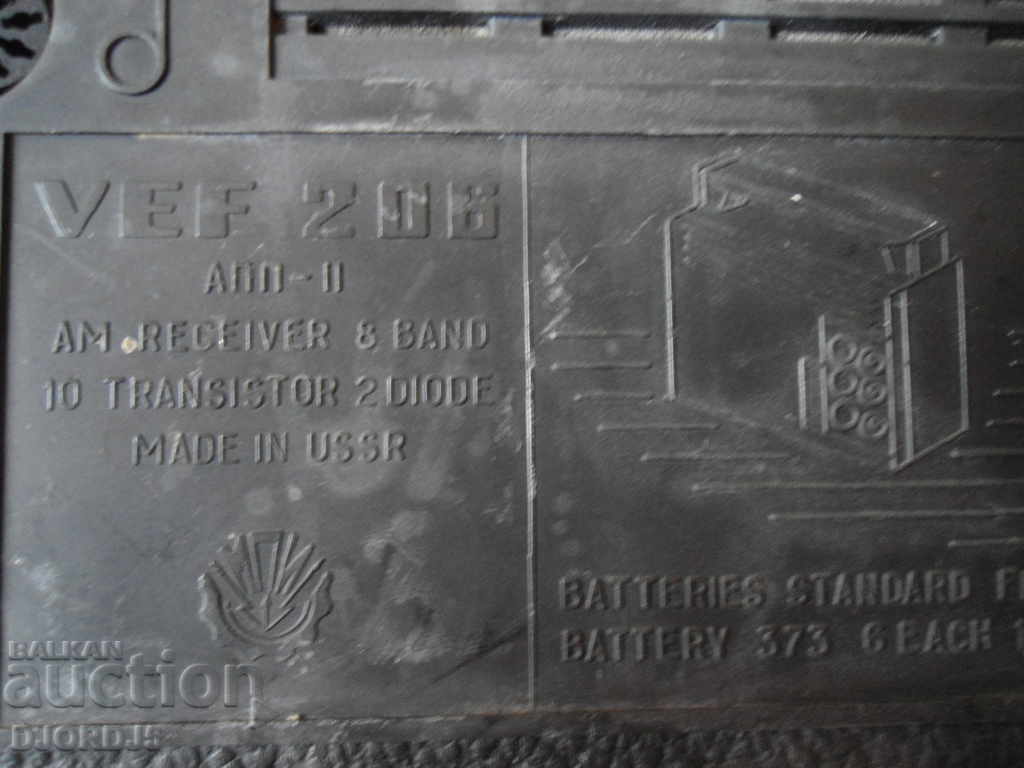 VEF 206
АПП-II
AM RECEIVER 8 BAND
10 TRANSISTOR 2 DIODE
MADE IN USSR
BATTERIES STANDARD
BATTERY 373 6 EACH
BALKAN
auction
DJORDJ5